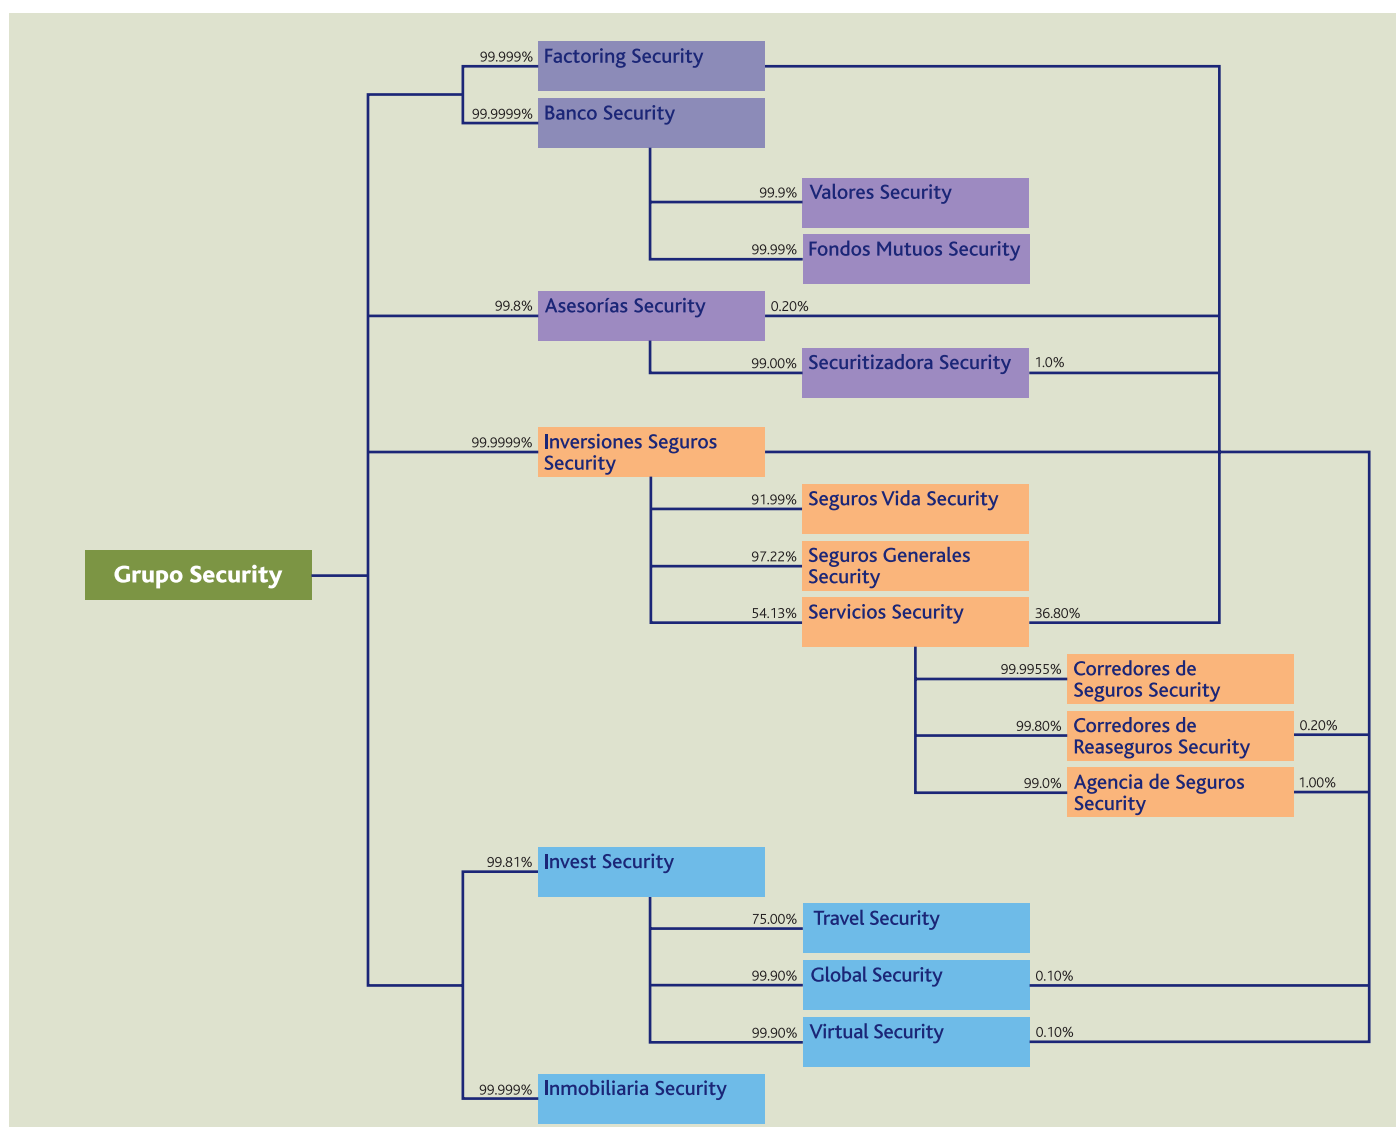 99.999%
Factoring Security
99.9999%
Banco Security
99.9%
Valores Security
99.99%
Fondos Mutuos Security
99.8%
Asesorías Security
0.20%
99.00%
Securitizadora Security
1.0%
99.9999%
Inversiones Seguros
Security
91.99%
Seguros Vida Security
97.22%
Seguros Generales
Security
Grupo Security
54.13%
Servicios Security
36.80%
99.9955%
Corredores de
Seguros Security
99.80%
Corredores de
Reaseguros Security
0.20%
99.0%
Agencia de Seguros
Security
1.00%
99.81%
Invest Security
75.00%
Travel Security
99.90%
Global Security
0.10%
99.90%
Virtual Security
0.10%
99.999%
Inmobiliaria Security